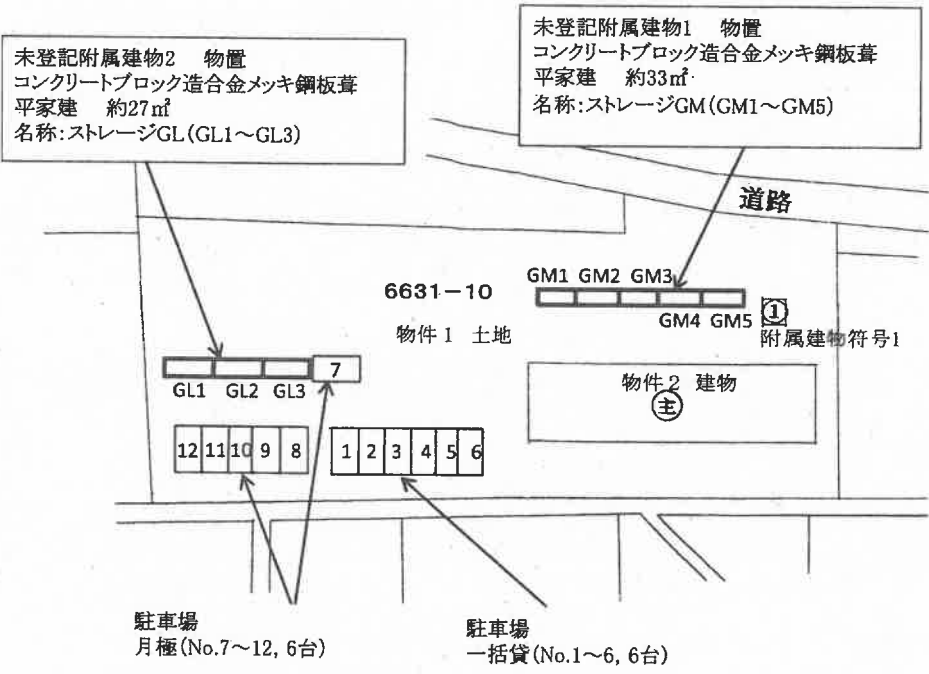 未登記附属建物2 物置
コンクリートブロック造合金メッキ鋼板葺
平家建 約27㎡
名称:ストレージGL(GL1～GL3)
未登記附属建物1 物置
コンクリートブロック造合金メッキ鋼板葺
平家建 約33㎡
名称:ストレージGM(GM1～GM5)
道路
GM1 GM2 GM3
6631-10
GM4 GM5
①
附属建物符号1
物件1 土地
7
GL1 GL2 GL3
物件2 建物
主
12 11 10 9 8
1 2 3 4 5 6
駐車場
月極(No.7～12, 6台)
駐車場
一括貸(No.1～6, 6台)